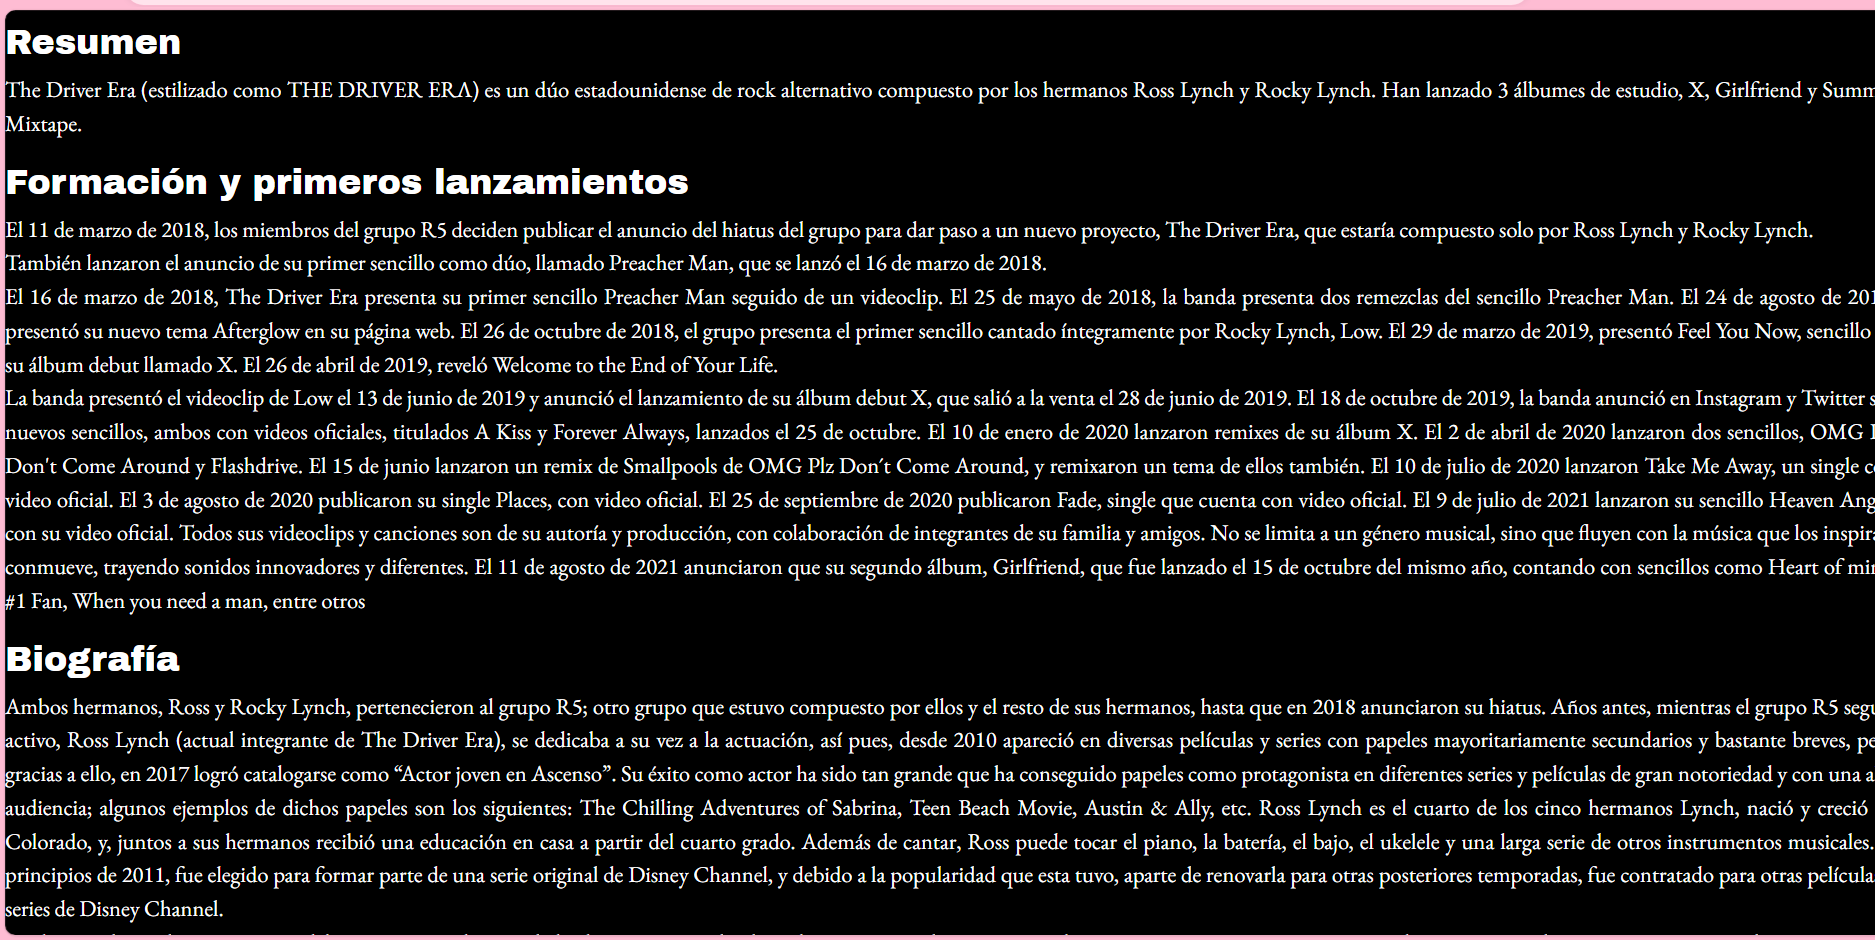 Resumen
The Driver Era (estilizado como THE DRIVER ERΛ) es un dúo estadounidense de rock alternativo compuesto por los hermanos Ross Lynch y Rocky Lynch. Han lanzado 3 álbumes de estudio, X, Girlfriend y Summ
Mixtape.
Formación y primeros lanzamientos
El 11 de marzo de 2018, los miembros del grupo R5 deciden publicar el anuncio del hiatus del grupo para dar paso a un nuevo proyecto, The Driver Era, que estaría compuesto solo por Ross Lynch y Rocky Lynch.
También lanzaron el anuncio de su primer sencillo como dúo, llamado Preacher Man, que se lanzó el 16 de marzo de 2018.
El 16 de marzo de 2018, The Driver Era presenta su primer sencillo Preacher Man seguido de un videoclip. El 25 de mayo de 2018, la banda presenta dos remezclas del sencillo Preacher Man. El 24 de agosto de 201
presentó su nuevo tema Afterglow en su página web. El 26 de octubre de 2018, el grupo presenta el primer sencillo cantado íntegramente por Rocky Lynch, Low. El 29 de marzo de 2019, presentó Feel You Now, sencillo
su álbum debut llamado X. El 26 de abril de 2019, reveló Welcome to the End of Your Life.
La banda presentó el videoclip de Low el 13 de junio de 2019 y anunció el lanzamiento de su álbum debut X, que salió a la venta el 28 de junio de 2019. El 18 de octubre de 2019, la banda anunció en Instagram y Twitter s
nuevos sencillos, ambos con videos oficiales, titulados A Kiss y Forever Always, lanzados el 25 de octubre. El 10 de enero de 2020 lanzaron remixes de su álbum X. El 2 de abril de 2020 lanzaron dos sencillos, OMG
Don't Come Around y Flashdrive. El 15 de junio lanzaron un remix de Smallpools de OMG Plz Don´t Come Around, y remixaron un tema de ellos también. El 10 de julio de 2020 lanzaron Take Me Away, un single c
video oficial. El 3 de agosto de 2020 publicaron su single Places, con video oficial. El 25 de septiembre de 2020 publicaron Fade, single que cuenta con video oficial. El 9 de julio de 2021 lanzaron su sencillo Heaven Ang
con su video oficial. Todos sus videoclips y canciones son de su autoría y producción, con colaboración de integrantes de su familia y amigos. No se limita a un género musical, sino que fluyen con la música que los inspira
conmueve, trayendo sonidos innovadores y diferentes. El 11 de agosto de 2021 anunciaron que su segundo álbum, Girlfriend, que fue lanzado el 15 de octubre del mismo año, contando con sencillos como Heart of min
#1 Fan, When you need a man, entre otros
Biografía
Ambos hermanos, Ross y Rocky Lynch, pertenecieron al grupo R5; otro grupo que estuvo compuesto por ellos y el resto de sus hermanos, hasta que en 2018 anunciaron su hiatus. Años antes, mientras el grupo R5 segu
activo, Ross Lynch (actual integrante de The Driver Era), se dedicaba a su vez a la actuación, así pues, desde 2010 apareció en diversas películas y series con papeles mayoritariamente secundarios y bastante breves, pe
gracias a ello, en 2017 logró catalogarse como “Actor joven en Ascenso”. Su éxito como actor ha sido tan grande que ha conseguido papeles como protagonista en diferentes series y películas de gran notoriedad y con una a
audiencia; algunos ejemplos de dichos papeles son los siguientes: The Chilling Adventures of Sabrina, Teen Beach Movie, Austin & Ally, etc. Ross Lynch es el cuarto de los cinco hermanos Lynch, nació y creció
Colorado, y, juntos a sus hermanos recibió una educación en casa a partir del cuarto grado. Además de cantar, Ross puede tocar el piano, la batería, el bajo, el ukelele y una larga serie de otros instrumentos musicales.
principios de 2011, fue elegido para formar parte de una serie original de Disney Channel, y debido a la popularidad que esta tuvo, aparte de renovarla para otras posteriores temporadas, fue contratado para otras película
series de Disney Channel.